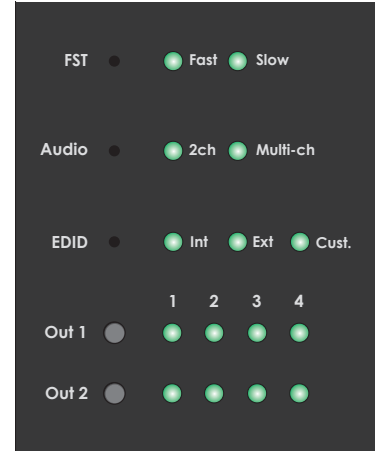 FST Fast Slow
Audio 2ch Multi-ch
EDID Int Ext Cust.
1 2 3 4
Out 1
Out 2